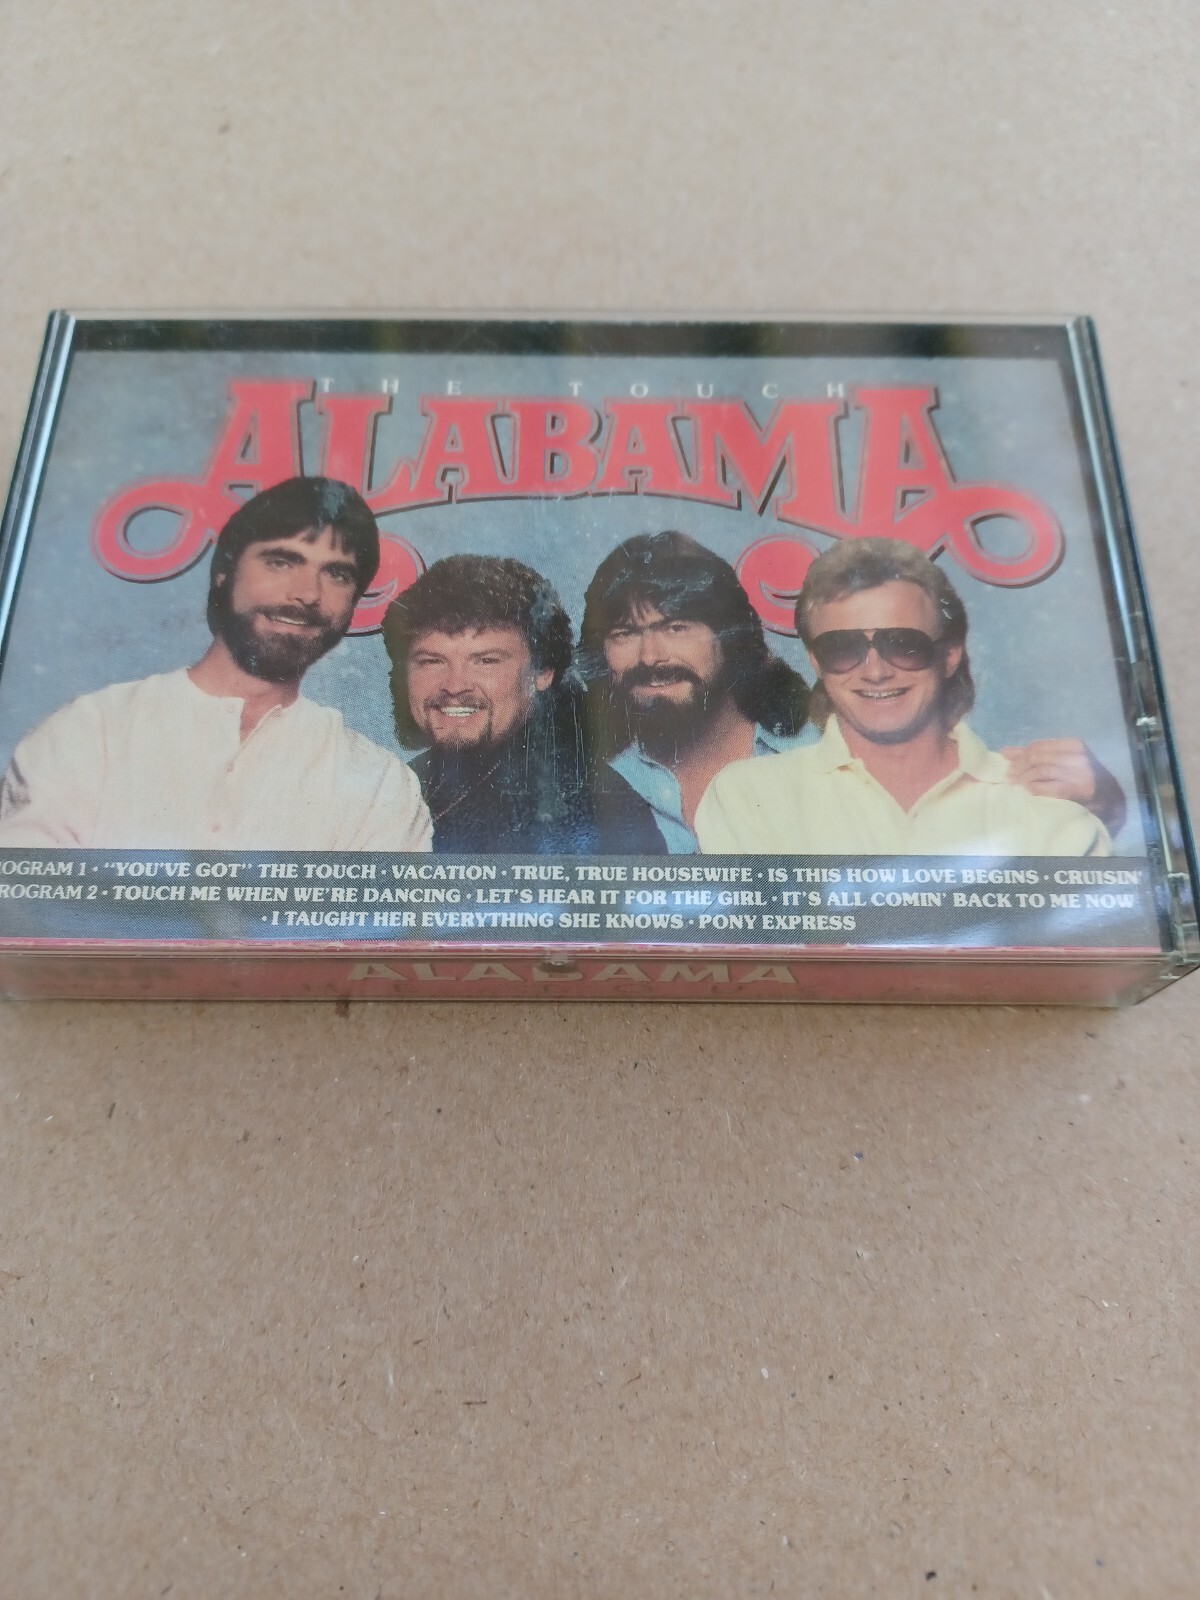 THE TOUCH
ALABAMA
OGRAM 1 · "YOU'VE GOT" THE TOUCH · VACATION · TRUE, TRUE HOUSEWIFE · IS THIS HOW LOVE BEGINS · CRUISIN'
ROGRAM 2 · TOUCH ME WHEN WE'RE DANCING · LET'S HEAR IT FOR THE GIRL · IT'S ALL COMIN' BACK TO ME NOW
· I TAUGHT HER EVERYTHING SHE KNOWS · PONY EXPRESS
ALABAMA